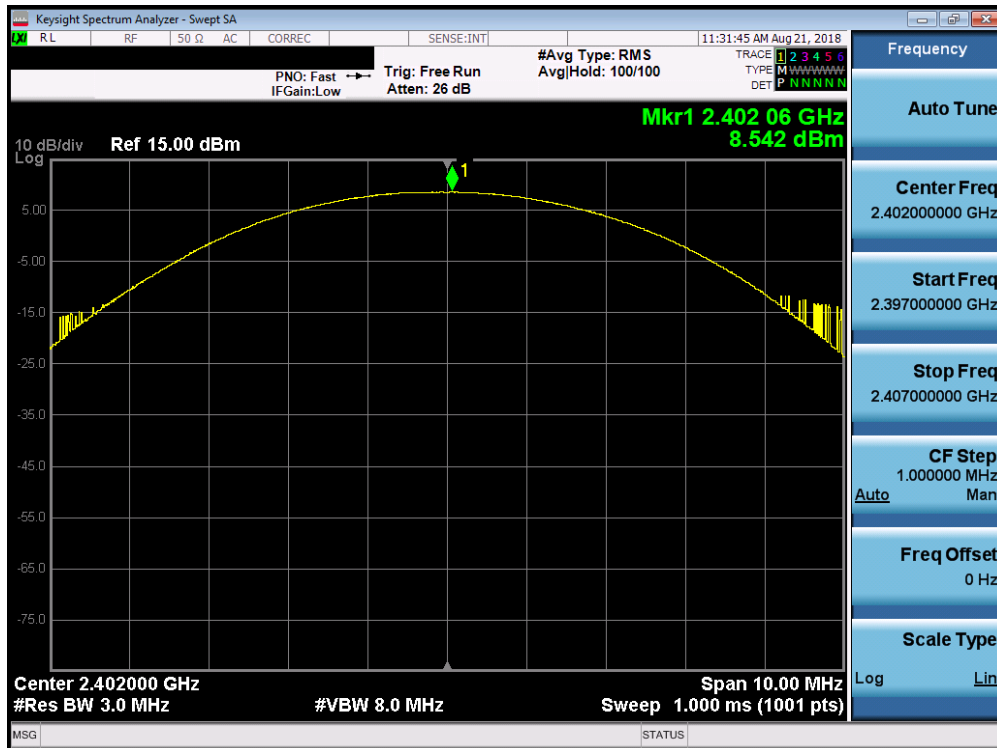 Keysight Spectrum Analyzer - Swept SA
LXI RL RF 50 Ω AC CORREC SENSE:INT 11:31:45 AM Aug 21, 2018
PNO: Fast
IFGain:Low
Trig: Free Run
Atten: 26 dB
#Avg Type: RMS
Avg|Hold: 100/100
TRACE 1 2 3 4 5 6
TYPE M WWWWW
DET P N N N N N
Mkr1 2.402 06 GHz
8.542 dBm
10 dB/div Ref 15.00 dBm
Log
1
5.00
-5.00
-15.0
-25.0
-35.0
-45.0
-55.0
-65.0
-75.0
Center 2.402000 GHz Span 10.00 MHz
#Res BW 3.0 MHz #VBW 8.0 MHz Sweep 1.000 ms (1001 pts)
MSG STATUS
Frequency
Auto Tune
Center Freq
2.402000000 GHz
Start Freq
2.397000000 GHz
Stop Freq
2.407000000 GHz
CF Step
1.000000 MHz
Auto Man
Freq Offset
0 Hz
Scale Type
Log Lin